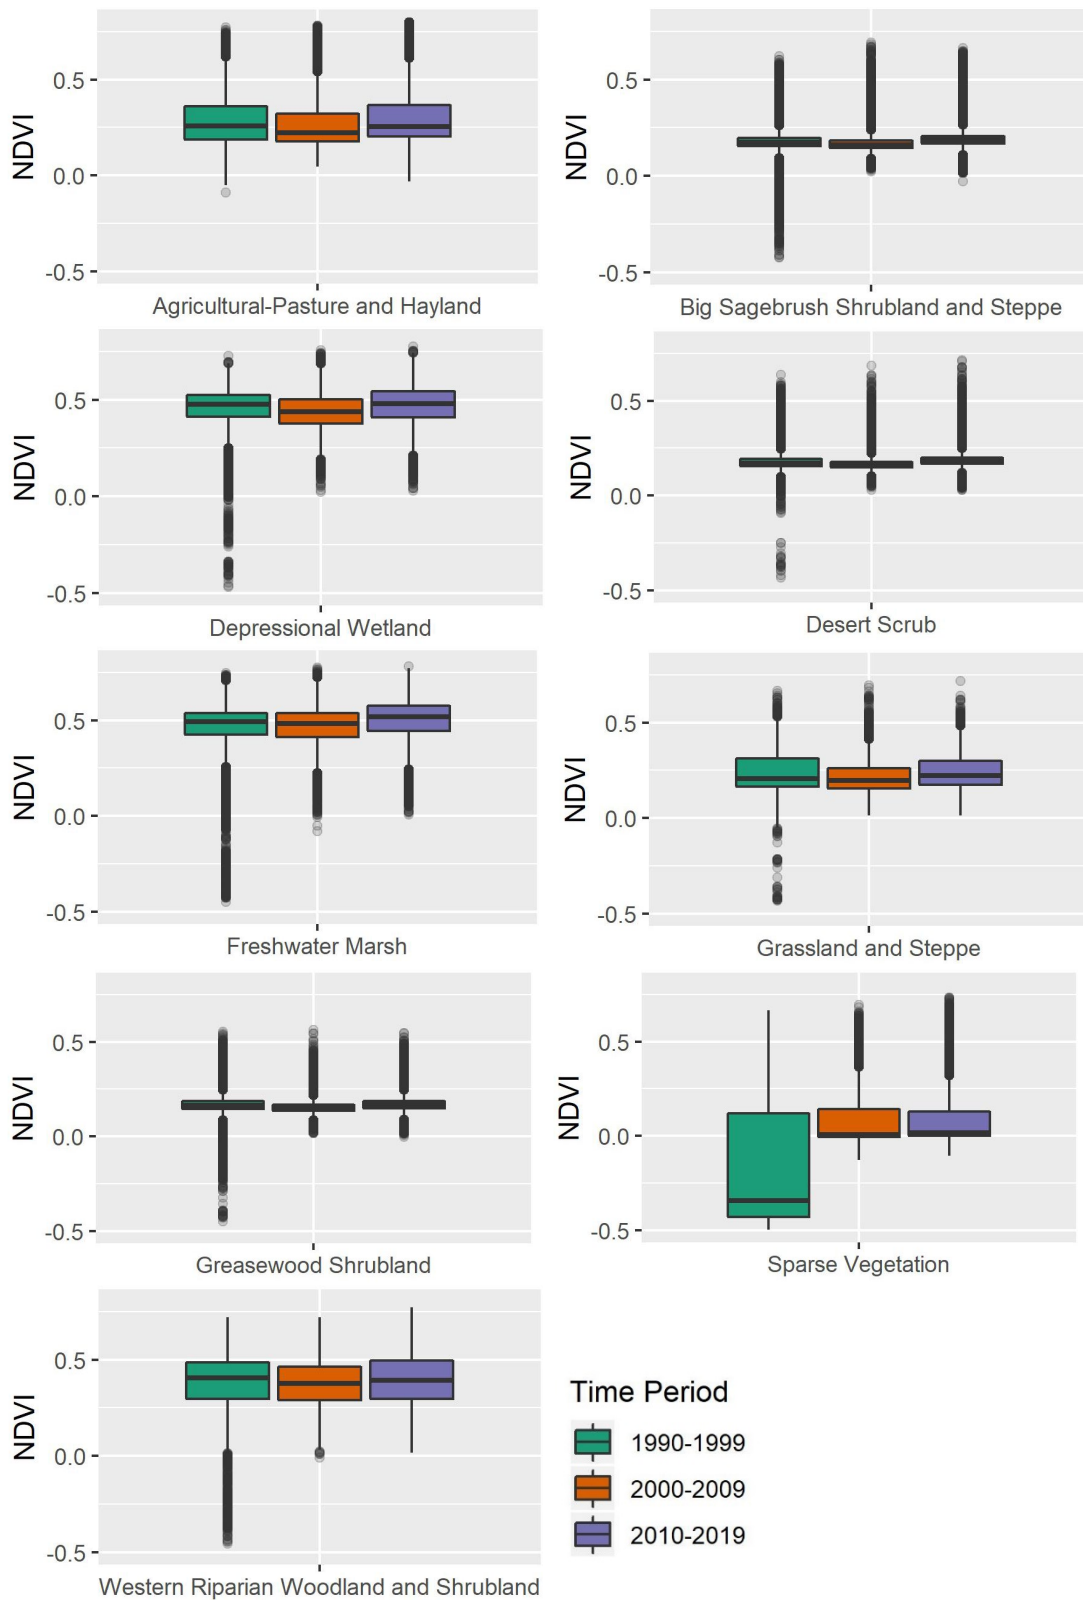 NDVI
0.5
0.0
-0.5
Agricultural-Pasture and Hayland
NDVI
0.5
0.0
-0.5
Big Sagebrush Shrubland and Steppe
NDVI
0.5
0.0
-0.5
Depressional Wetland
NDVI
0.5
0.0
-0.5
Desert Scrub
NDVI
0.5
0.0
-0.5
Freshwater Marsh
NDVI
0.5
0.0
-0.5
Grassland and Steppe
NDVI
0.5
0.0
-0.5
Greasewood Shrubland
NDVI
0.5
0.0
-0.5
Sparse Vegetation
NDVI
0.5
0.0
-0.5
Western Riparian Woodland and Shrubland
Time Period
1990-1999
2000-2009
2010-2019